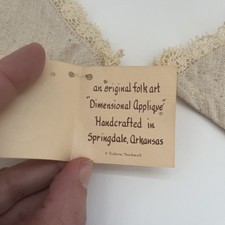 an "original folk art
"Dimensional Appliqué"
Handcrafted in
Springdale, Arkansas